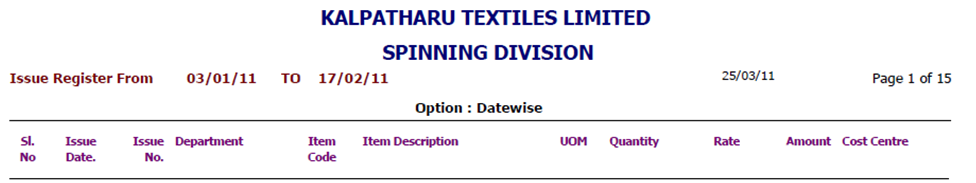 KALPATHARU TEXTILES LIMITED
SPINNING DIVISION
Issue Register From 03/01/11 TO 17/02/11 25/03/11 Page 1 of 15
Option : Datewise
Sl. Issue Issue Department Item Item Description UOM Quantity Rate Amount Cost Centre
No Date. No. Code